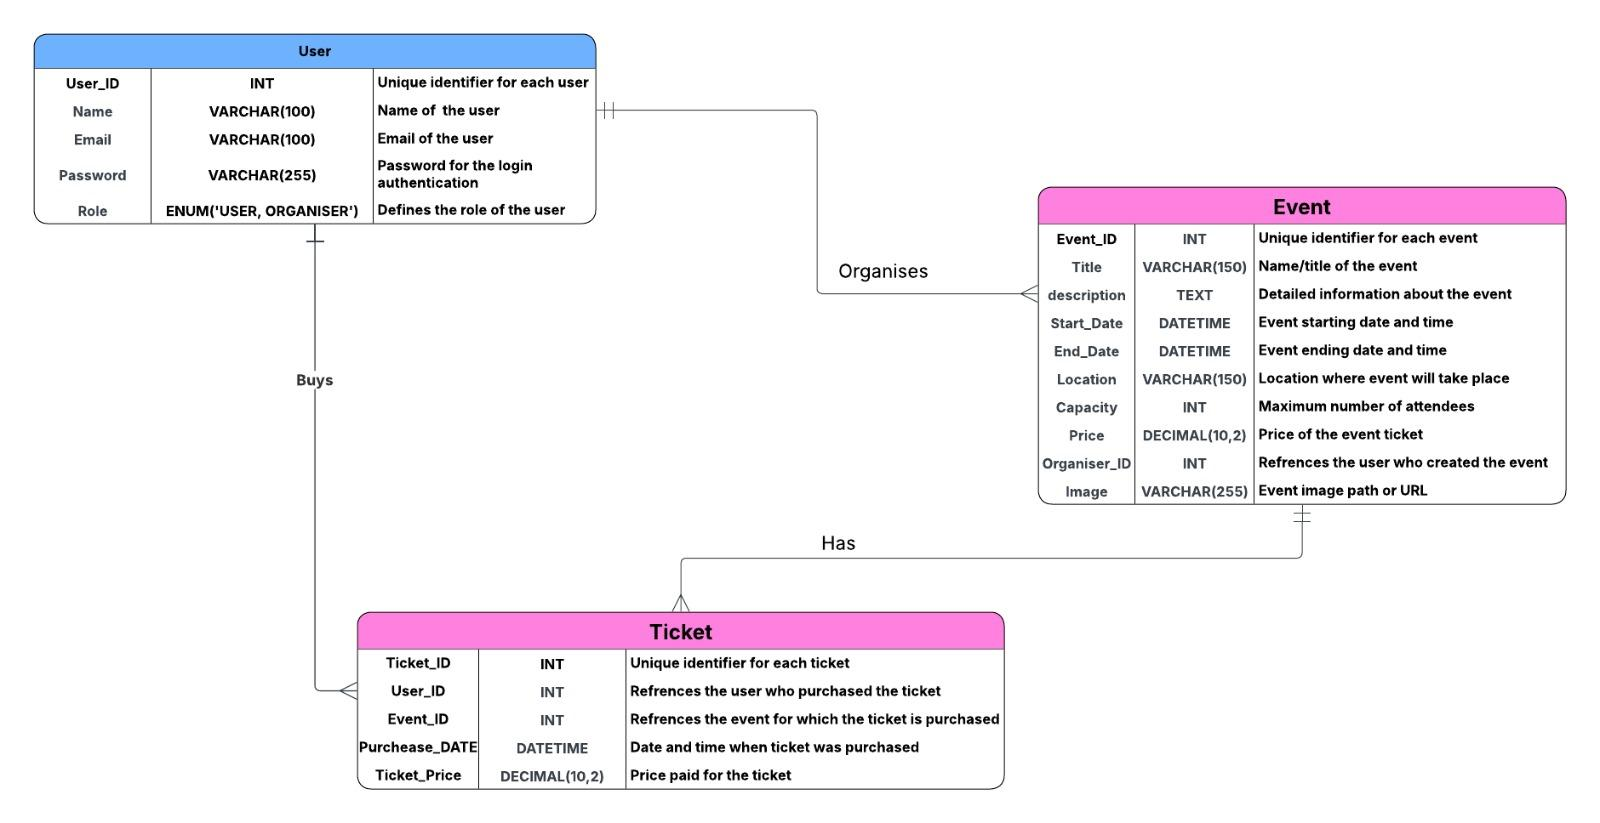 User
User_ID INT Unique identifier for each user
Name VARCHAR(100) Name of the user
Email VARCHAR(100) Email of the user
Password VARCHAR(255) Password for the login
authentication
Role ENUM('USER, ORGANISER') Defines the role of the user
Organises
Event
Event_ID INT Unique identifier for each event
Title VARCHAR(150) Name/title of the event
description TEXT Detailed information about the event
Start_Date DATETIME Event starting date and time
End_Date DATETIME Event ending date and time
Location VARCHAR(150) Location where event will take place
Capacity INT Maximum number of attendees
Price DECIMAL(10,2) Price of the event ticket
Organiser_ID INT Refrences the user who created the event
Image VARCHAR(255) Event image path or URL
Buys
Has
Ticket
Ticket_ID INT Unique identifier for each ticket
User_ID INT Refrences the user who purchased the ticket
Event_ID INT Refrences the event for which the ticket is purchased
Purchease_DATE DATETIME Date and time when ticket was purchased
Ticket_Price DECIMAL(10,2) Price paid for the ticket